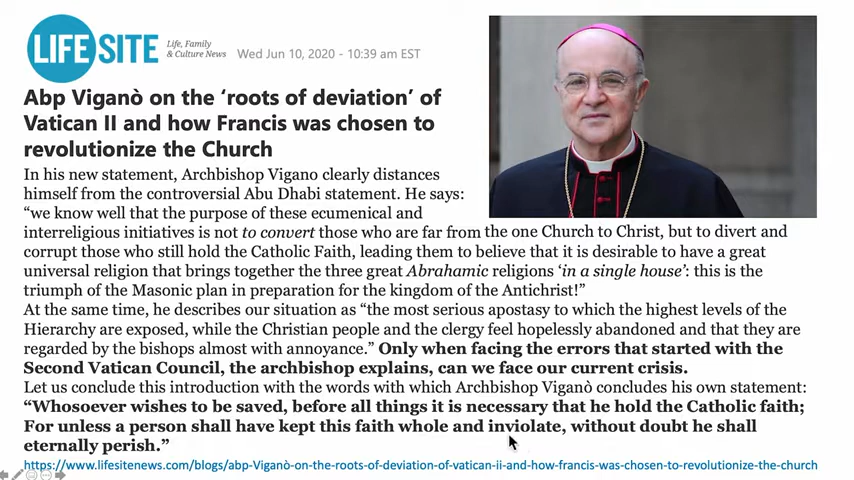 LIFE SITE
Life, Family
& Culture News
Wed Jun 10, 2020 - 10:39 am EST
Abp Viganò on the ‘roots of deviation’ of
Vatican II and how Francis was chosen to
revolutionize the Church
In his new statement, Archbishop Vigano clearly distances
himself from the controversial Abu Dhabi statement. He says:
“we know well that the purpose of these ecumenical and
interreligious initiatives is not to convert those who are far from the one Church to Christ, but to divert and
corrupt those who still hold the Catholic Faith, leading them to believe that it is desirable to have a great
universal religion that brings together the three great Abrahamic religions ‘in a single house’: this is the
triumph of the Masonic plan in preparation for the kingdom of the Antichrist!”
At the same time, he describes our situation as “the most serious apostasy to which the highest levels of the
Hierarchy are exposed, while the Christian people and the clergy feel hopelessly abandoned and that they are
regarded by the bishops almost with annoyance.” Only when facing the errors that started with the
Second Vatican Council, the archbishop explains, can we face our current crisis.
Let us conclude this introduction with the words with which Archbishop Viganò concludes his own statement:
“Whosoever wishes to be saved, before all things it is necessary that he hold the Catholic faith;
For unless a person shall have kept this faith whole and inviolate, without doubt he shall
eternally perish.”
https://www.lifesitenews.com/blogs/abp-Viganò-on-the-roots-of-deviation-of-vatican-ii-and-how-francis-was-chosen-to-revolutionize-the-church